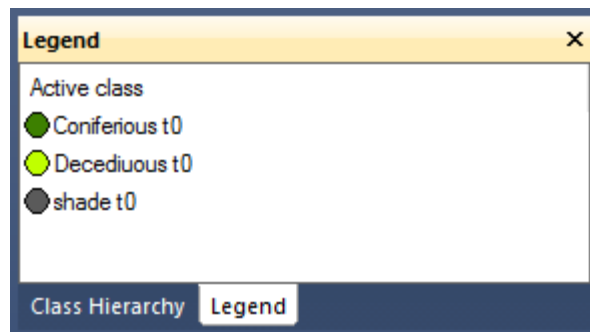 Legend
Active class
Coniferious t0
Decediuous t0
shade t0
Class Hierarchy Legend